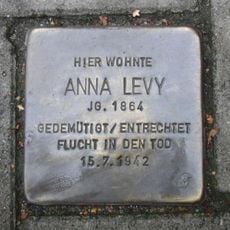 HIER WOHNTE
ANNA LEVY
JG. 1864
GEDEMÜTIGT/ENTRECHTET
FLUCHT IN DEN TOD
15.7.1942